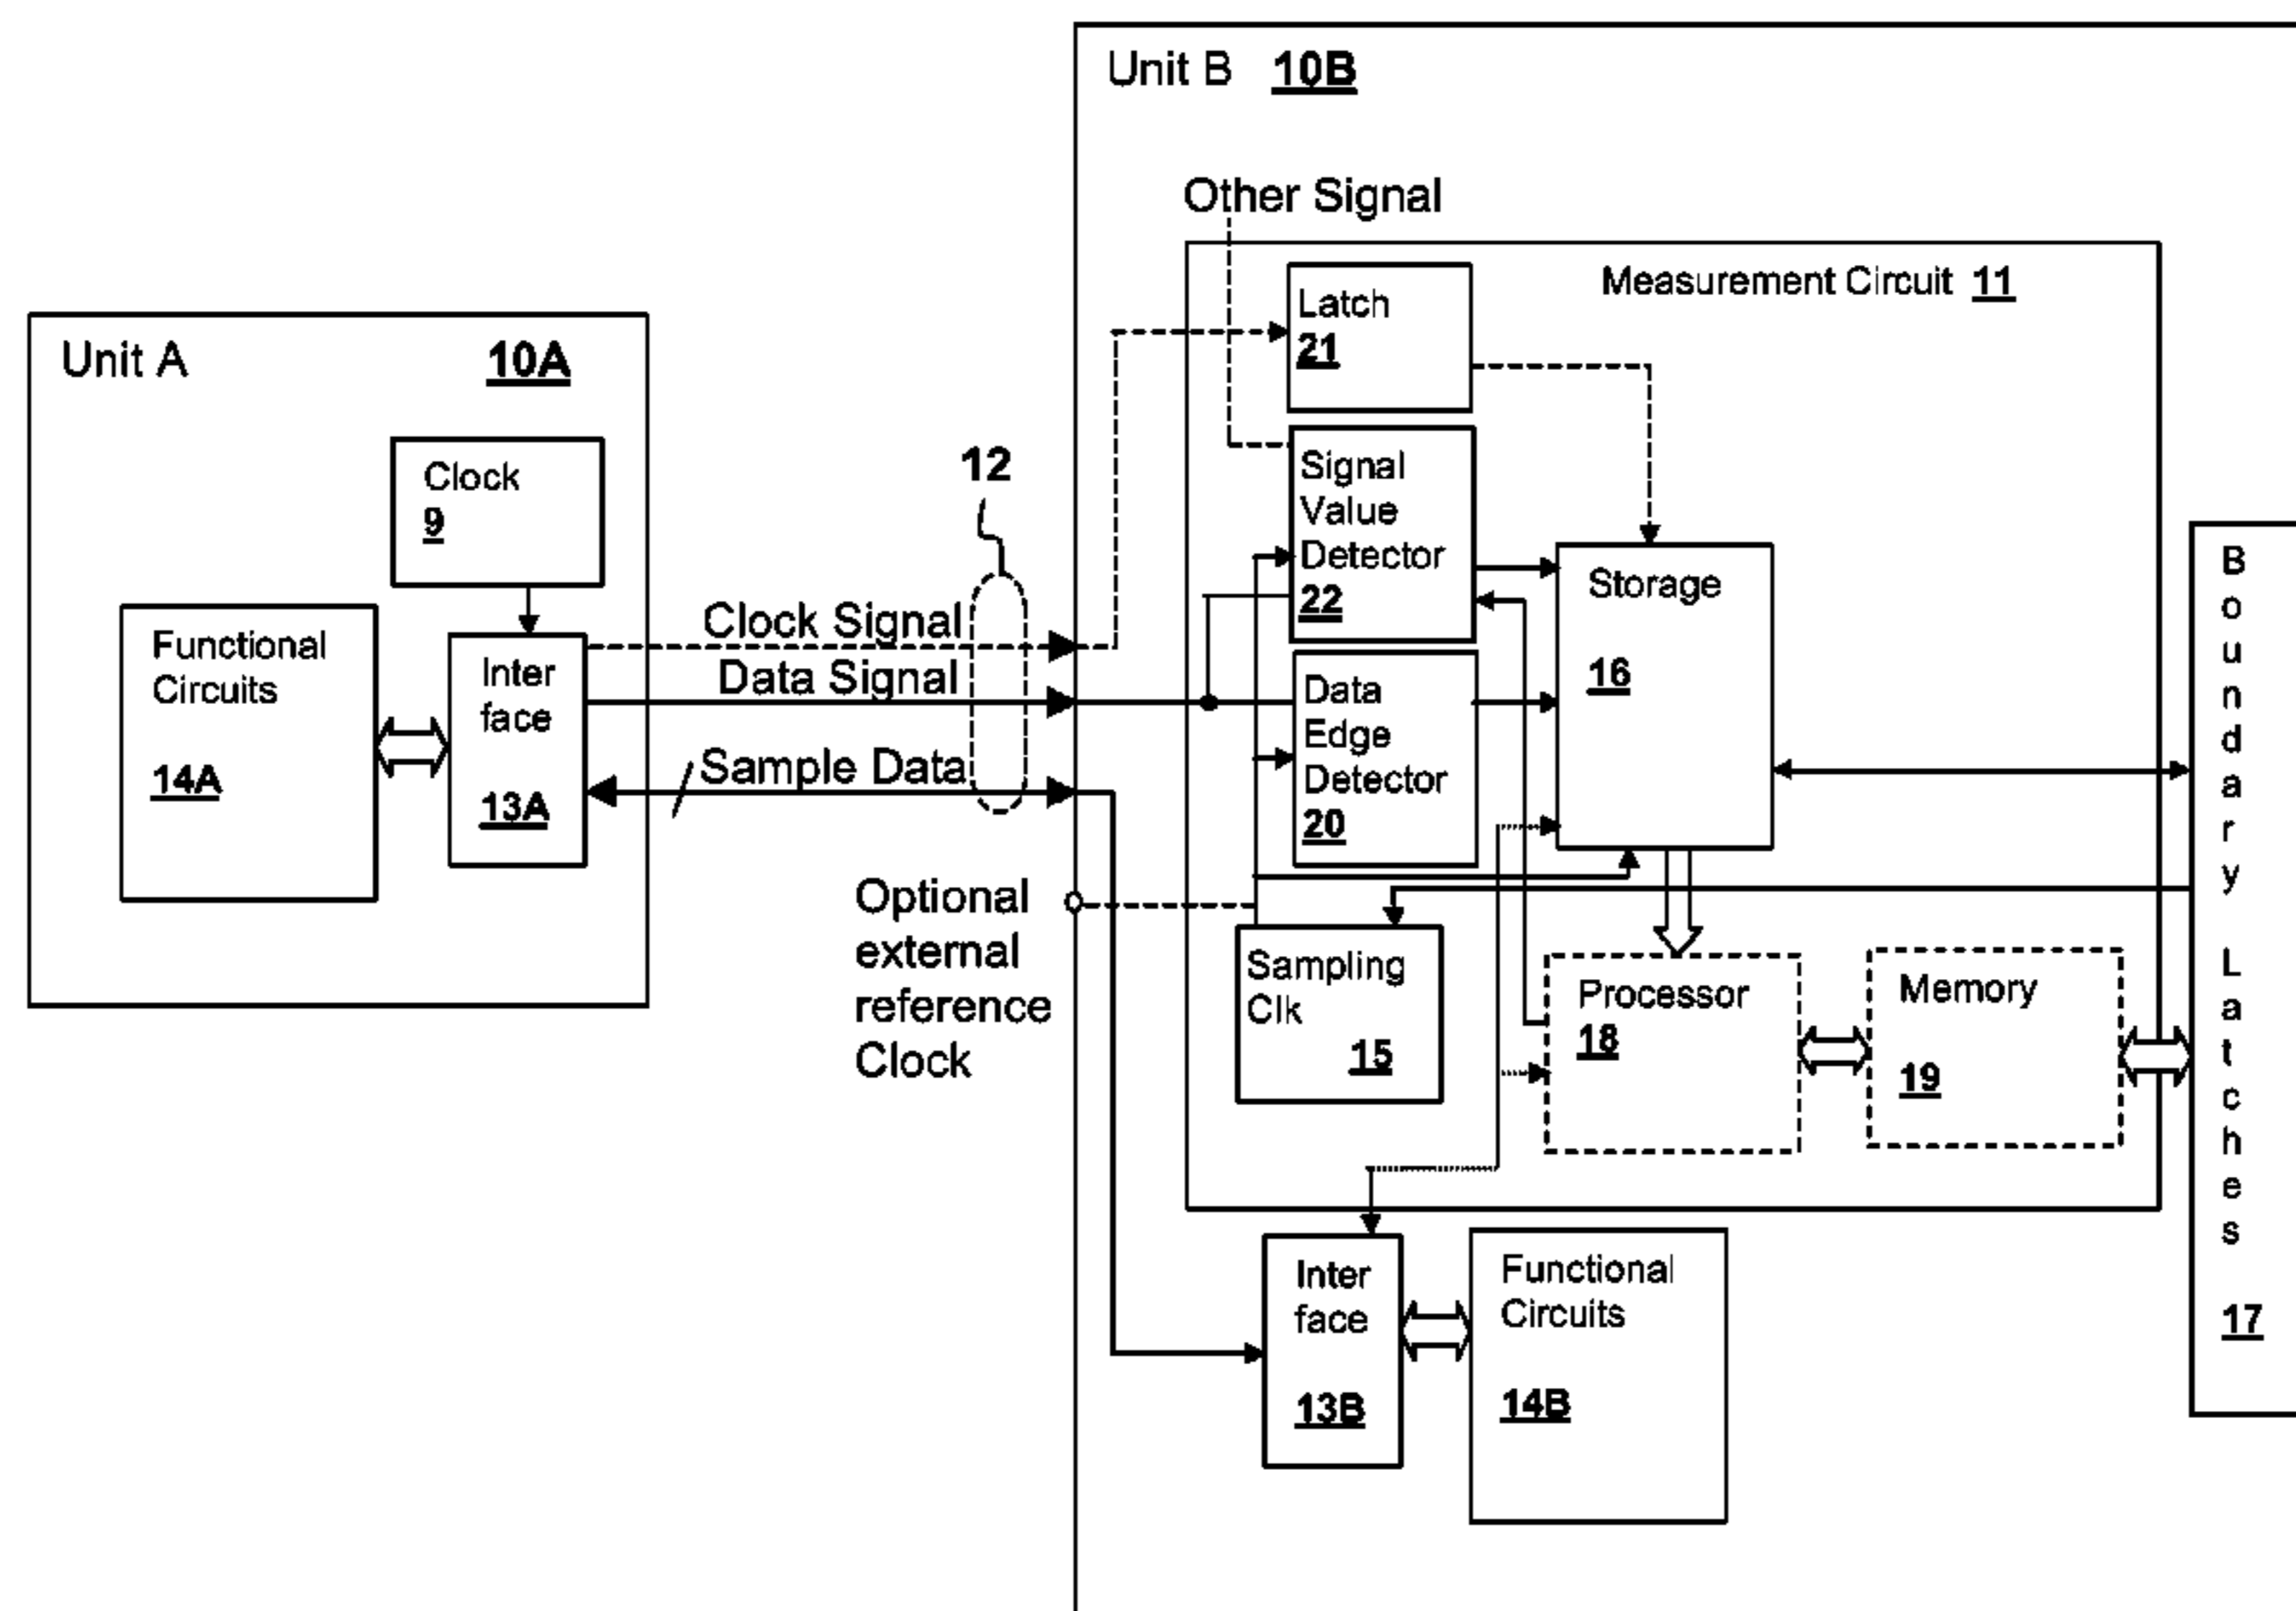 Unit B 10B
Other Signal
Measurement Circuit 11
Latch
21
Unit A 10A
Clock
9
12
Signal
Value
Detector
22
Functional
Circuits
14A
Inter
face
13A
Clock Signal
Data Signal
Sample Data
Storage
16
Data
Edge
Detector
20
Optional
external
reference
Clock
Sampling
Clk
15
Processor
18
Memory
19
Boundary
Latches
17
Inter
face
13B
Functional
Circuits
14B